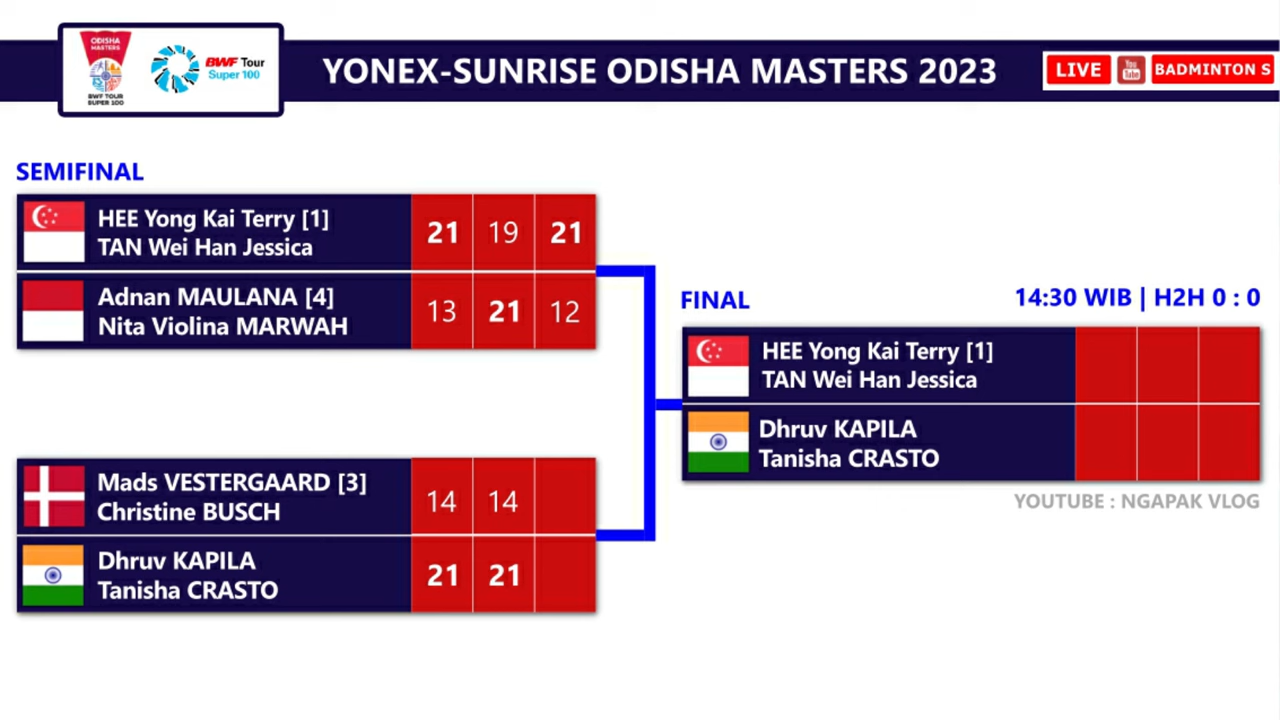 ODISHA
MASTERS
BWF TOUR
SUPER 100
BWF Tour
Super 100
YONEX-SUNRISE ODISHA MASTERS 2023
LIVE
You
Tube
BADMINTON S
SEMIFINAL
HEE Yong Kai Terry [1]
TAN Wei Han Jessica
21 19 21
Adnan MAULANA [4]
Nita Violina MARWAH
13 21 12
Mads VESTERGAARD [3]
Christine BUSCH
14 14
Dhruv KAPILA
Tanisha CRASTO
21 21
FINAL
14:30 WIB | H2H 0 : 0
HEE Yong Kai Terry [1]
TAN Wei Han Jessica
Dhruv KAPILA
Tanisha CRASTO
YOUTUBE : NGAPAK VLOG